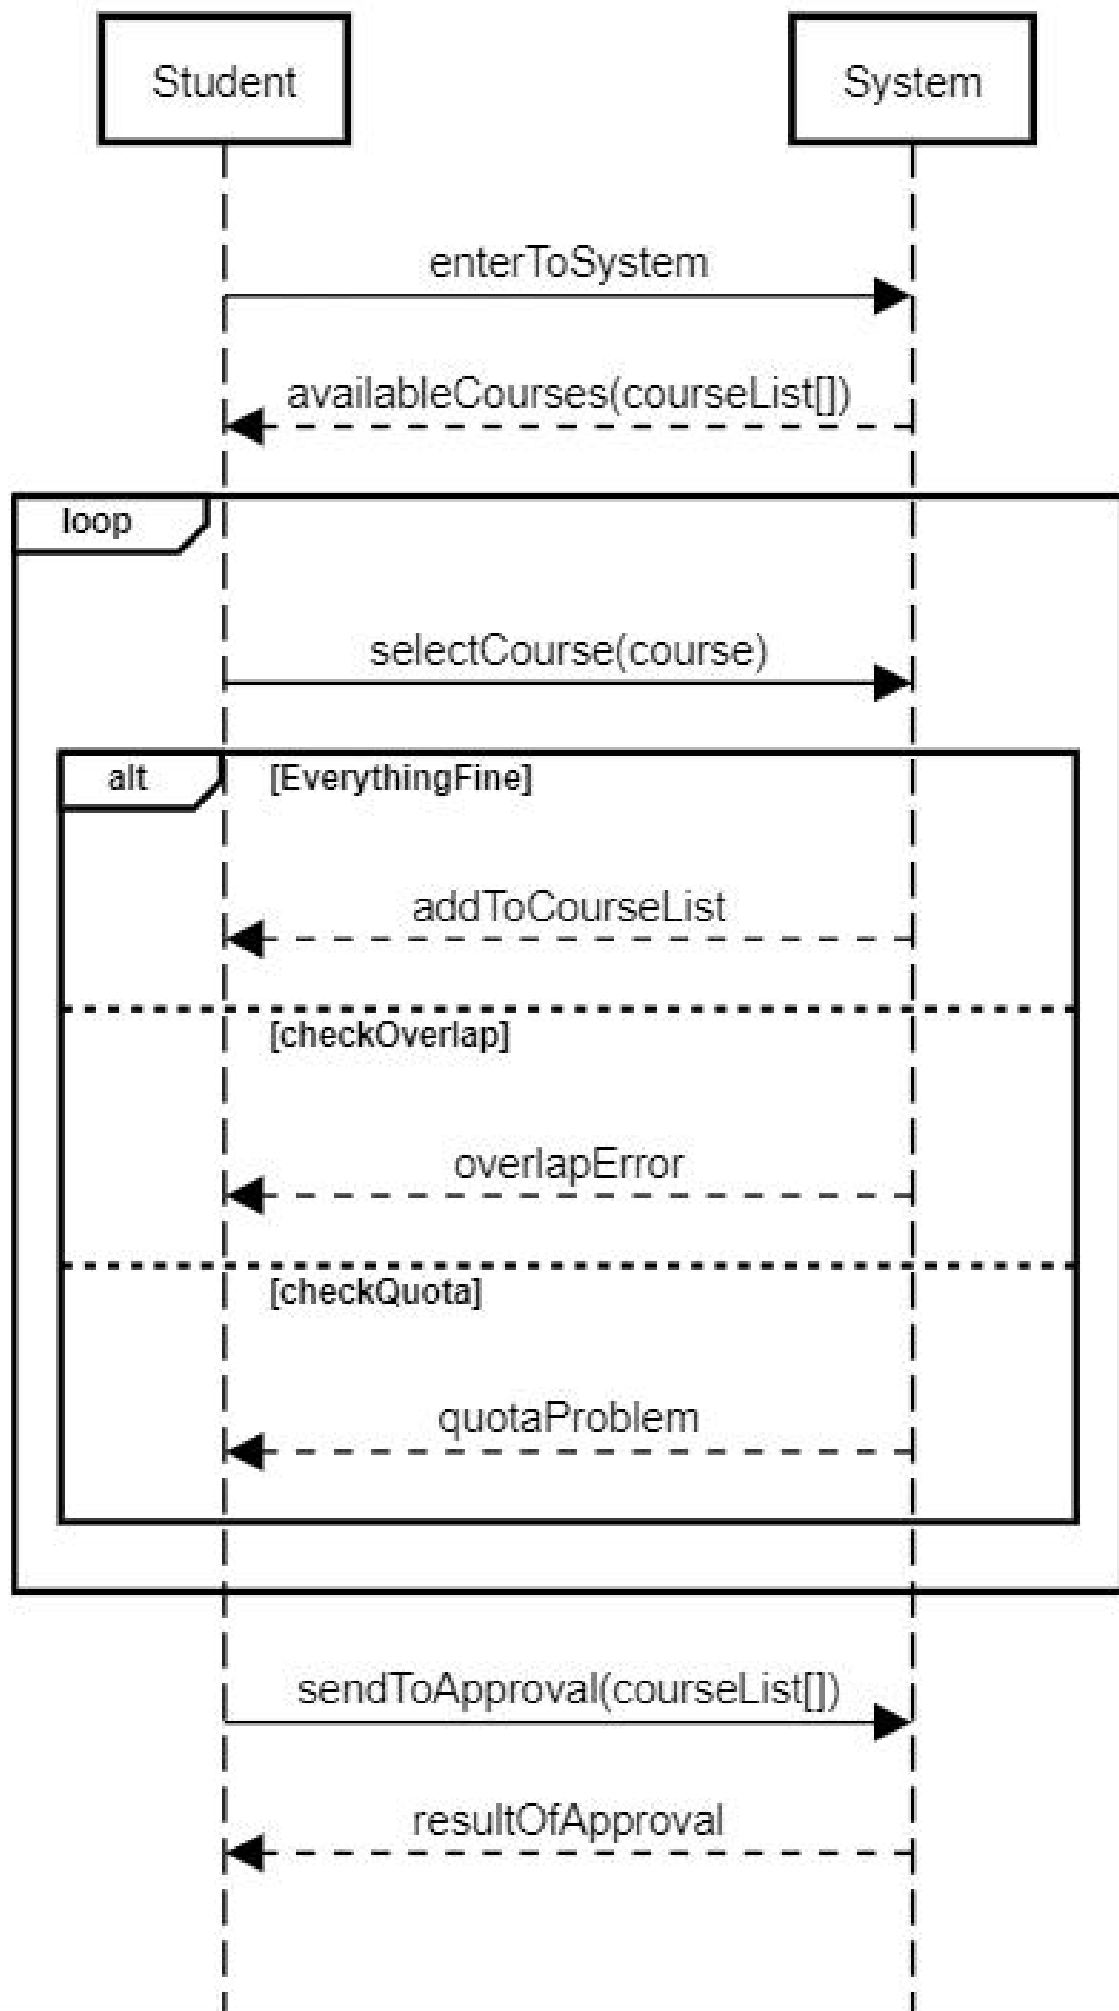 Student
System
enterToSystem
availableCourses(courseList[])
loop
selectCourse(course)
alt
[EverythingFine]
addToCourseList
[checkOverlap]
overlapError
[checkQuota]
quotaProblem
sendToApproval(courseList[])
resultOfApproval